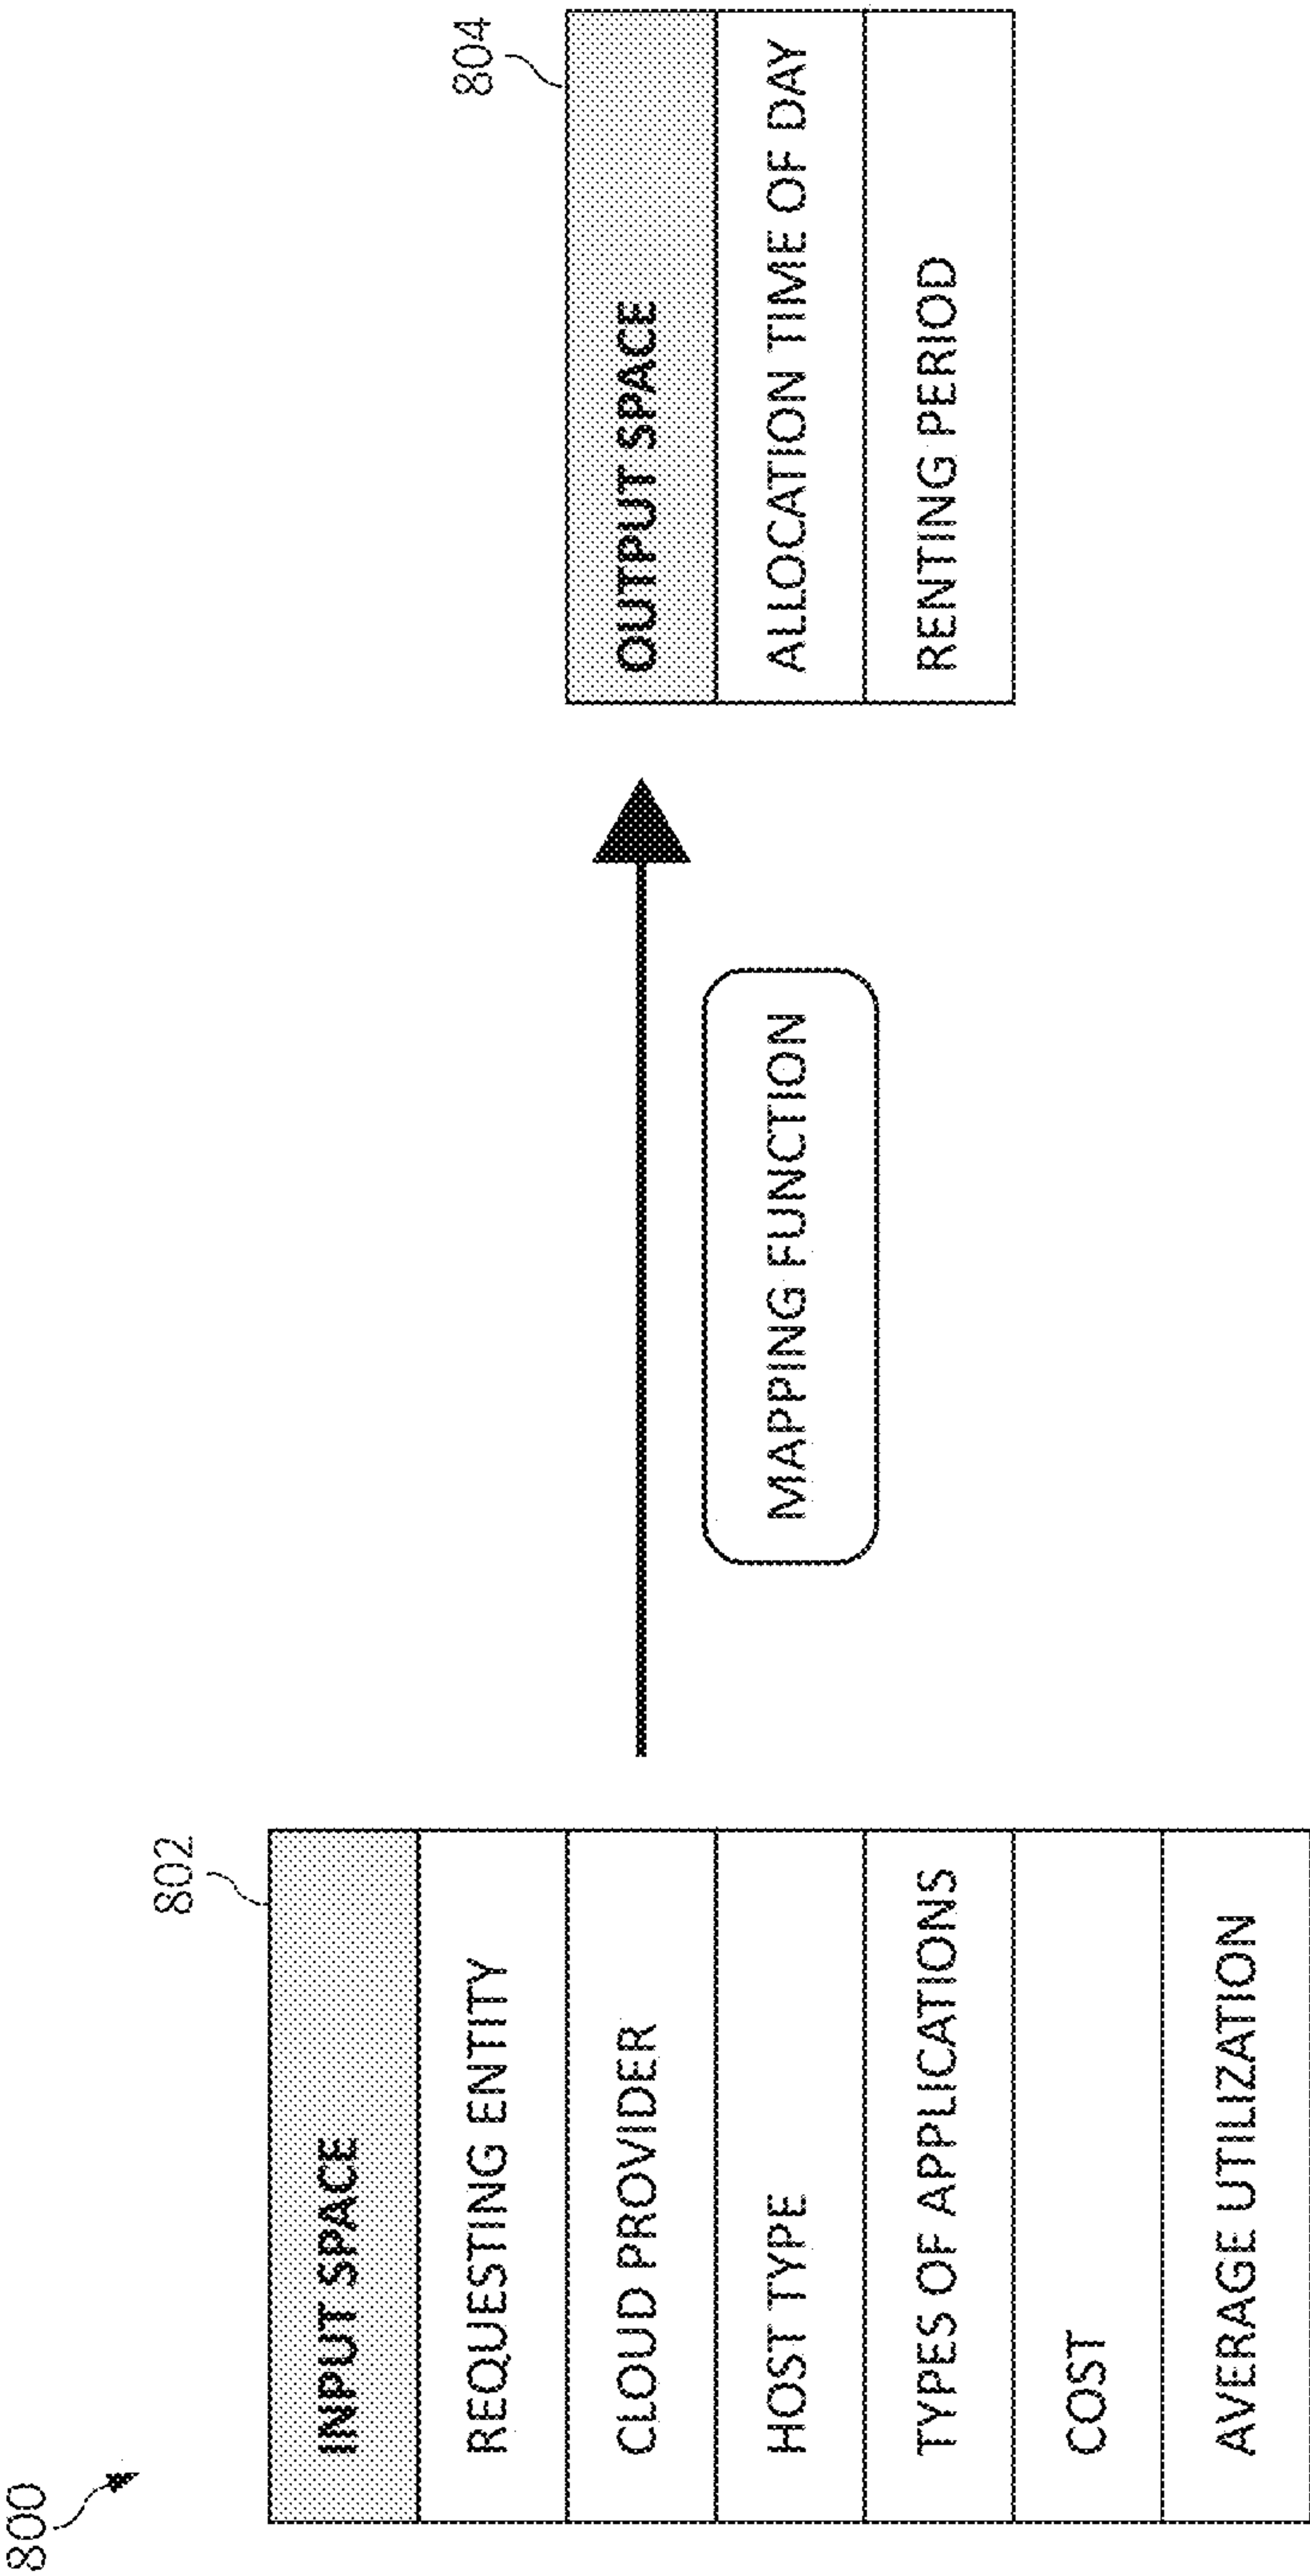 800
802
INPUT SPACE
REQUESTING ENTITY
CLOUD PROVIDER
HOST TYPE
TYPES OF APPLICATIONS
COST
AVERAGE UTILIZATION
MAPPING FUNCTION
804
OUTPUT SPACE
ALLOCATION TIME OF DAY
RENTING PERIOD